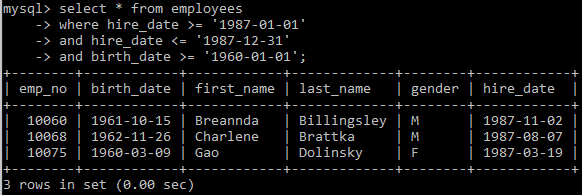 mysql> select * from employees
    -> where hire_date >= '1987-01-01'
    -> and hire_date <= '1987-12-31'
    -> and birth_date >= '1960-01-01';
+--------+------------+------------+-------------+--------+------------+
| emp_no | birth_date | first_name | last_name   | gender | hire_date  |
+--------+------------+------------+-------------+--------+------------+
|  10060 | 1961-10-15 | Breannda   | Billingsley | M      | 1987-11-02 |
|  10068 | 1962-11-26 | Charlene   | Brattka     | M      | 1987-08-07 |
|  10075 | 1960-03-09 | Gao        | Dolinsky    | F      | 1987-03-19 |
+--------+------------+------------+-------------+--------+------------+
3 rows in set (0.00 sec)